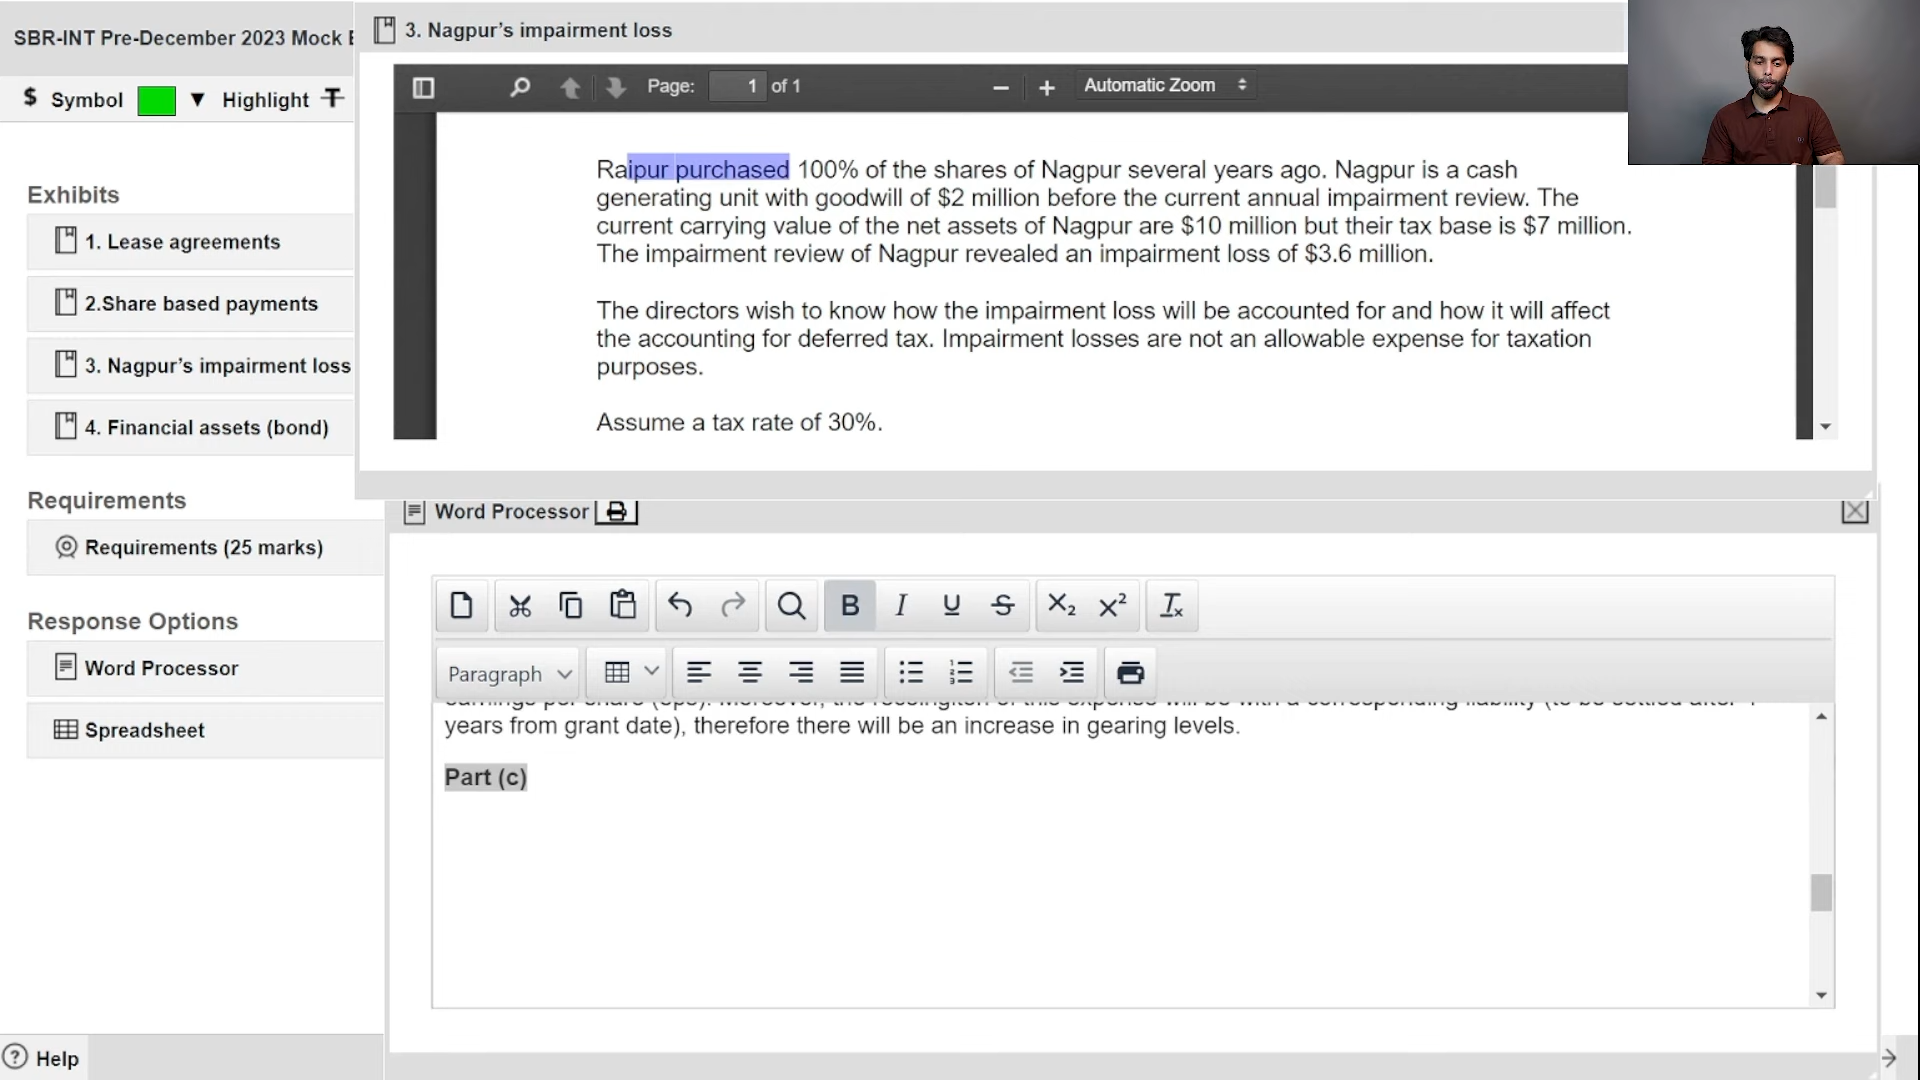 SBR-INT Pre-December 2023 Mock
3. Nagpur's impairment loss
$ Symbol ▼ Highlight
Page: 1 of 1
Automatic Zoom
Exhibits
1. Lease agreements
2.Share based payments
3. Nagpur's impairment loss
4. Financial assets (bond)
Requirements
Requirements (25 marks)
Response Options
Word Processor
Spreadsheet
Help
Raipur purchased 100% of the shares of Nagpur several years ago. Nagpur is a cash
generating unit with goodwill of $2 million before the current annual impairment review. The
current carrying value of the net assets of Nagpur are $10 million but their tax base is $7 million.
The impairment review of Nagpur revealed an impairment loss of $3.6 million.
The directors wish to know how the impairment loss will be accounted for and how it will affect
the accounting for deferred tax. Impairment losses are not an allowable expense for taxation
purposes.
Assume a tax rate of 30%.
Word Processor
B I U S X₂ X²
Paragraph
years from grant date), therefore there will be an increase in gearing levels.
Part (c)